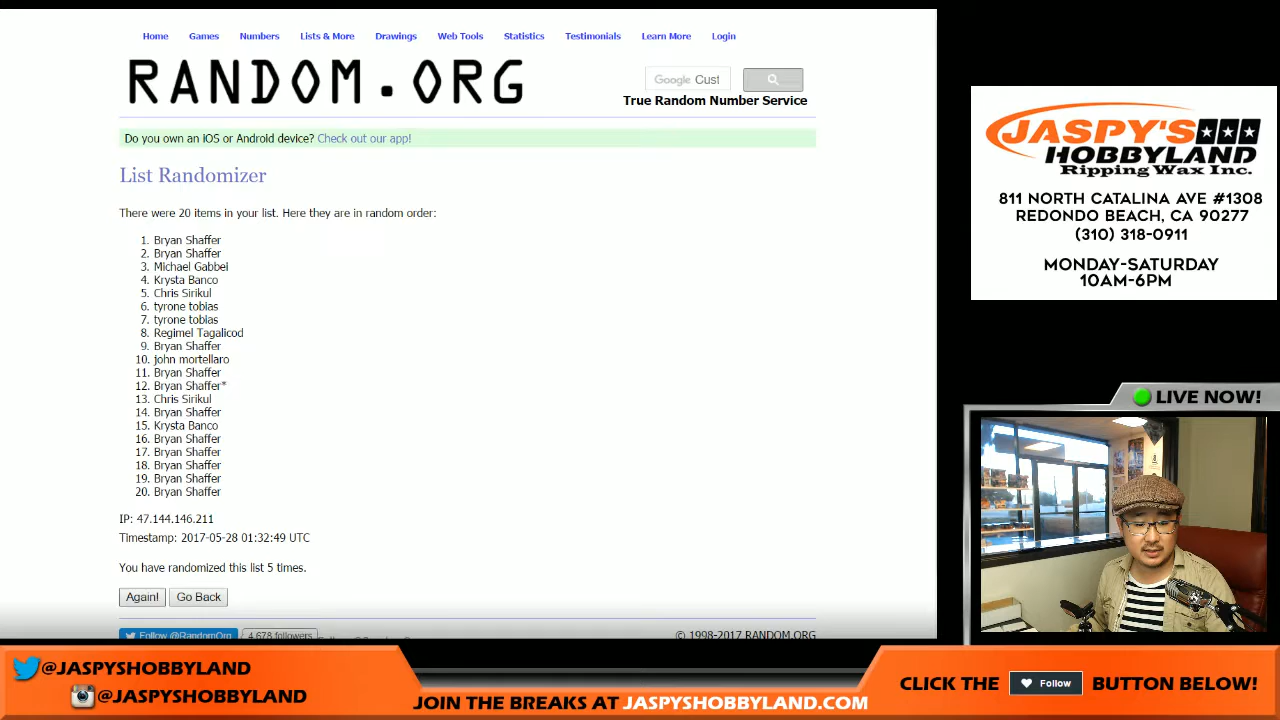 Home Games Numbers Lists & More Drawings Web Tools Statistics Testimonials Learn More Login
RANDOM.ORG
Google Cust
True Random Number Service
Do you own an iOS or Android device? Check out our app!
List Randomizer
There were 20 items in your list. Here they are in random order:
1. Bryan Shaffer
2. Bryan Shaffer
3. Michael Gabbei
4. Krysta Banco
5. Chris Sirikul
6. tyrone tobias
7. tyrone tobias
8. Regimel Tagalicod
9. Bryan Shaffer
10. john mortellaro
11. Bryan Shaffer
12. Bryan Shaffer*
13. Chris Sirikul
14. Bryan Shaffer
15. Krysta Banco
16. Bryan Shaffer
17. Bryan Shaffer
18. Bryan Shaffer
19. Bryan Shaffer
20. Bryan Shaffer
IP: 47.144.146.211
Timestamp: 2017-05-28 01:32:49 UTC
You have randomized this list 5 times.
Again! Go Back
Follow @RandomOrg 4,678 followers
© 1998-2017 RANDOM.ORG
JASPY'S
HOBBYLAND
Ripping Wax Inc.
811 NORTH CATALINA AVE #1308
REDONDO BEACH, CA 90277
(310) 318-0911
MONDAY-SATURDAY
10AM-6PM
LIVE NOW!
@JASPYSHOBBYLAND
@JASPYSHOBBYLAND
JOIN THE BREAKS AT JASPYSHOBBYLAND.COM
CLICK THE Follow BUTTON BELOW!